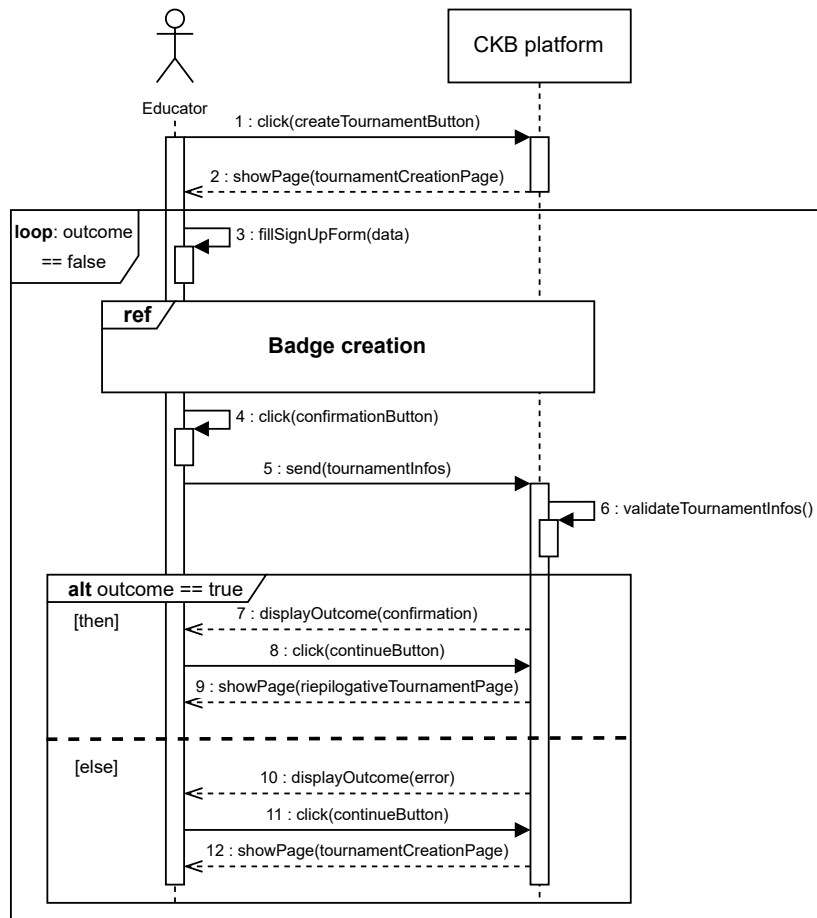 CKB platform
Educator
1 : click(createTournamentButton)
2 : showPage(tournamentCreationPage)
loop: outcome
== false
3 : fillSignUpForm(data)
ref
Badge creation
4 : click(confirmationButton)
5 : send(tournamentInfos)
6 : validateTournamentInfos()
alt outcome == true
[then]
7 : displayOutcome(confirmation)
8 : click(continueButton)
9 : showPage(riepilogativeTournamentPage)
[else]
10 : displayOutcome(error)
11 : click(continueButton)
12 : showPage(tournamentCreationPage)